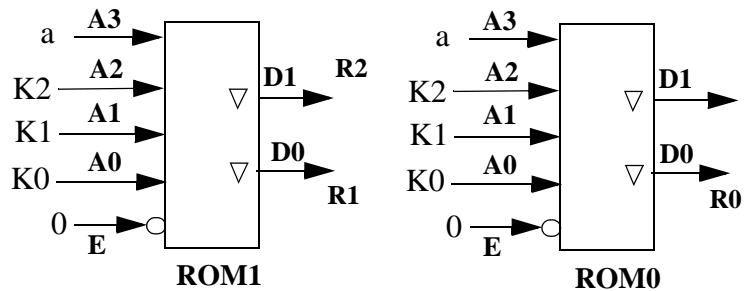 a A3
K2 A2
K1 A1
K0 A0
0 E
D1 R2
D0
R1
ROM1
a A3
K2 A2
K1 A1
K0 A0
0 E
D1
D0
R0
ROM0